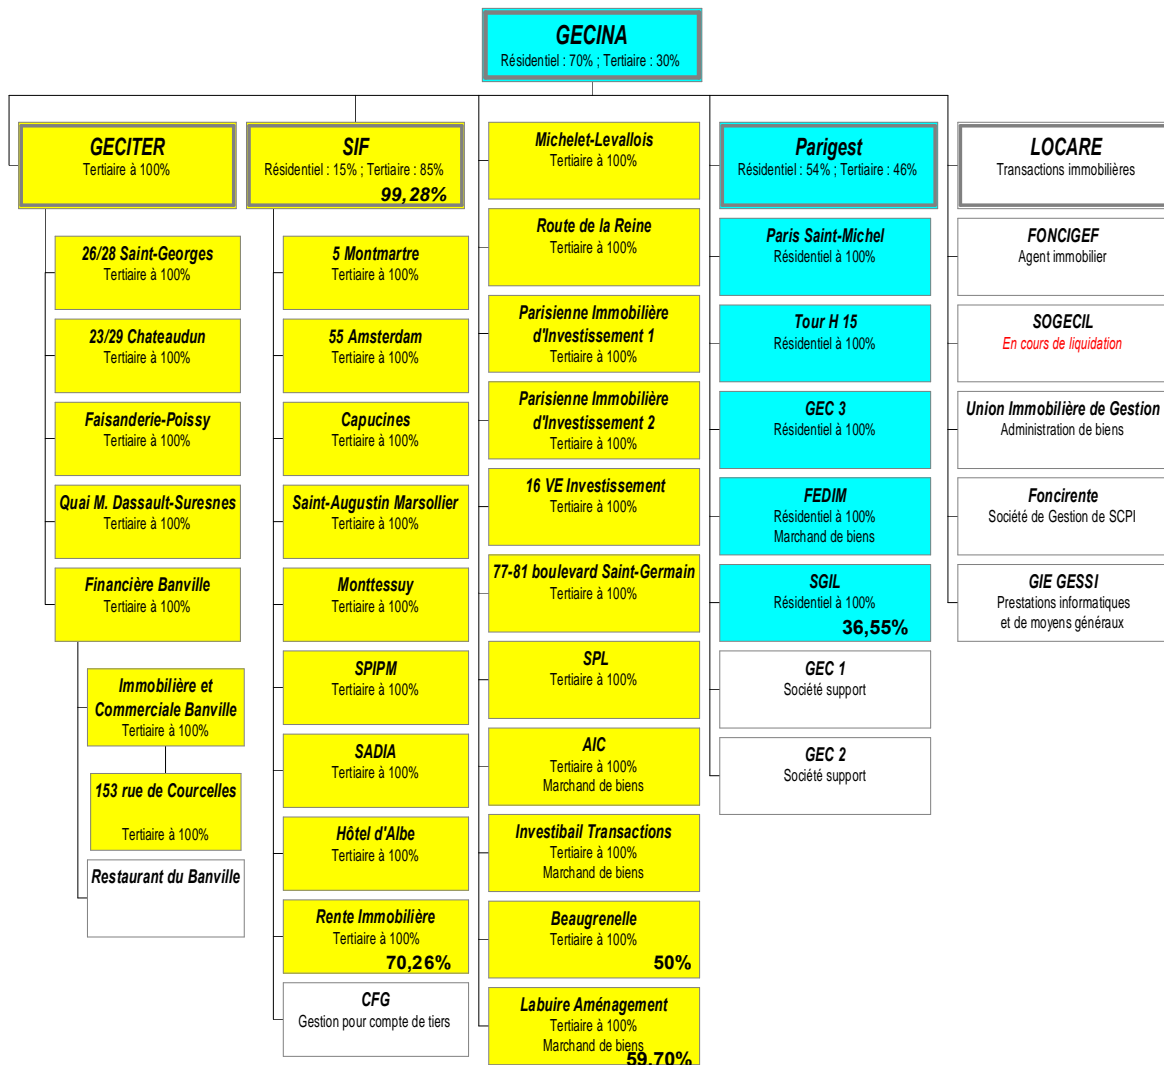 GECINA
Résidentiel : 70% ; Tertiaire : 30%
GECITER
Tertiaire à 100%
26/28 Saint-Georges
Tertiaire à 100%
23/29 Chateaudun
Tertiaire à 100%
Faisanderie-Poissy
Tertiaire à 100%
Quai M. Dassault-Suresnes
Tertiaire à 100%
Financière Banville
Tertiaire à 100%
Immobilière et
Commerciale Banville
Tertiaire à 100%
153 rue de Courcelles
Tertiaire à 100%
Restaurant du Banville
SIF
Résidentiel : 15% ; Tertiaire : 85%
99,28%
5 Montmartre
Tertiaire à 100%
55 Amsterdam
Tertiaire à 100%
Capucines
Tertiaire à 100%
Saint-Augustin Marsollier
Tertiaire à 100%
Monttessuy
Tertiaire à 100%
SPIPM
Tertiaire à 100%
SADIA
Tertiaire à 100%
Hôtel d'Albe
Tertiaire à 100%
Rente Immobilière
Tertiaire à 100%
70,26%
CFG
Gestion pour compte de tiers
Michelet-Levallois
Tertiaire à 100%
Route de la Reine
Tertiaire à 100%
Parisienne Immobilière
d'Investissement 1
Tertiaire à 100%
Parisienne Immobilière
d'Investissement 2
Tertiaire à 100%
16 VE Investissement
Tertiaire à 100%
77-81 boulevard Saint-Germain
Tertiaire à 100%
SPL
Tertiaire à 100%
AIC
Tertiaire à 100%
Marchand de biens
Investibail Transactions
Tertiaire à 100%
Marchand de biens
Beaugrenelle
Tertiaire à 100%
50%
Labuire Aménagement
Tertiaire à 100%
Marchand de biens
59,70%
Parigest
Résidentiel : 54% ; Tertiaire : 46%
Paris Saint-Michel
Résidentiel à 100%
Tour H 15
Résidentiel à 100%
GEC 3
Résidentiel à 100%
FEDIM
Résidentiel à 100%
Marchand de biens
SGIL
Résidentiel à 100%
36,55%
GEC 1
Société support
GEC 2
Société support
LOCARE
Transactions immobilières
FONCIGEF
Agent immobilier
SOGECIL
En cours de liquidation
Union Immobilière de Gestion
Administration de biens
Foncirente
Société de Gestion de SCPI
GIE GESSI
Prestations informatiques
et de moyens généraux